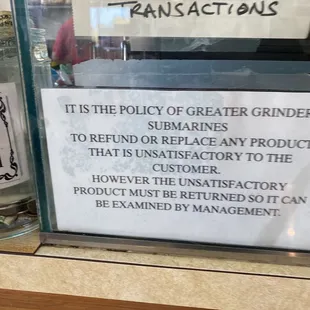 TRANSACTIONS
IT IS THE POLICY OF GREATER GRINDER
SUBMARINES
TO REFUND OR REPLACE ANY PRODUCT
THAT IS UNSATISFACTORY TO THE
CUSTOMER.
HOWEVER THE UNSATISFACTORY
PRODUCT MUST BE RETURNED SO IT CAN
BE EXAMINED BY MANAGEMENT.